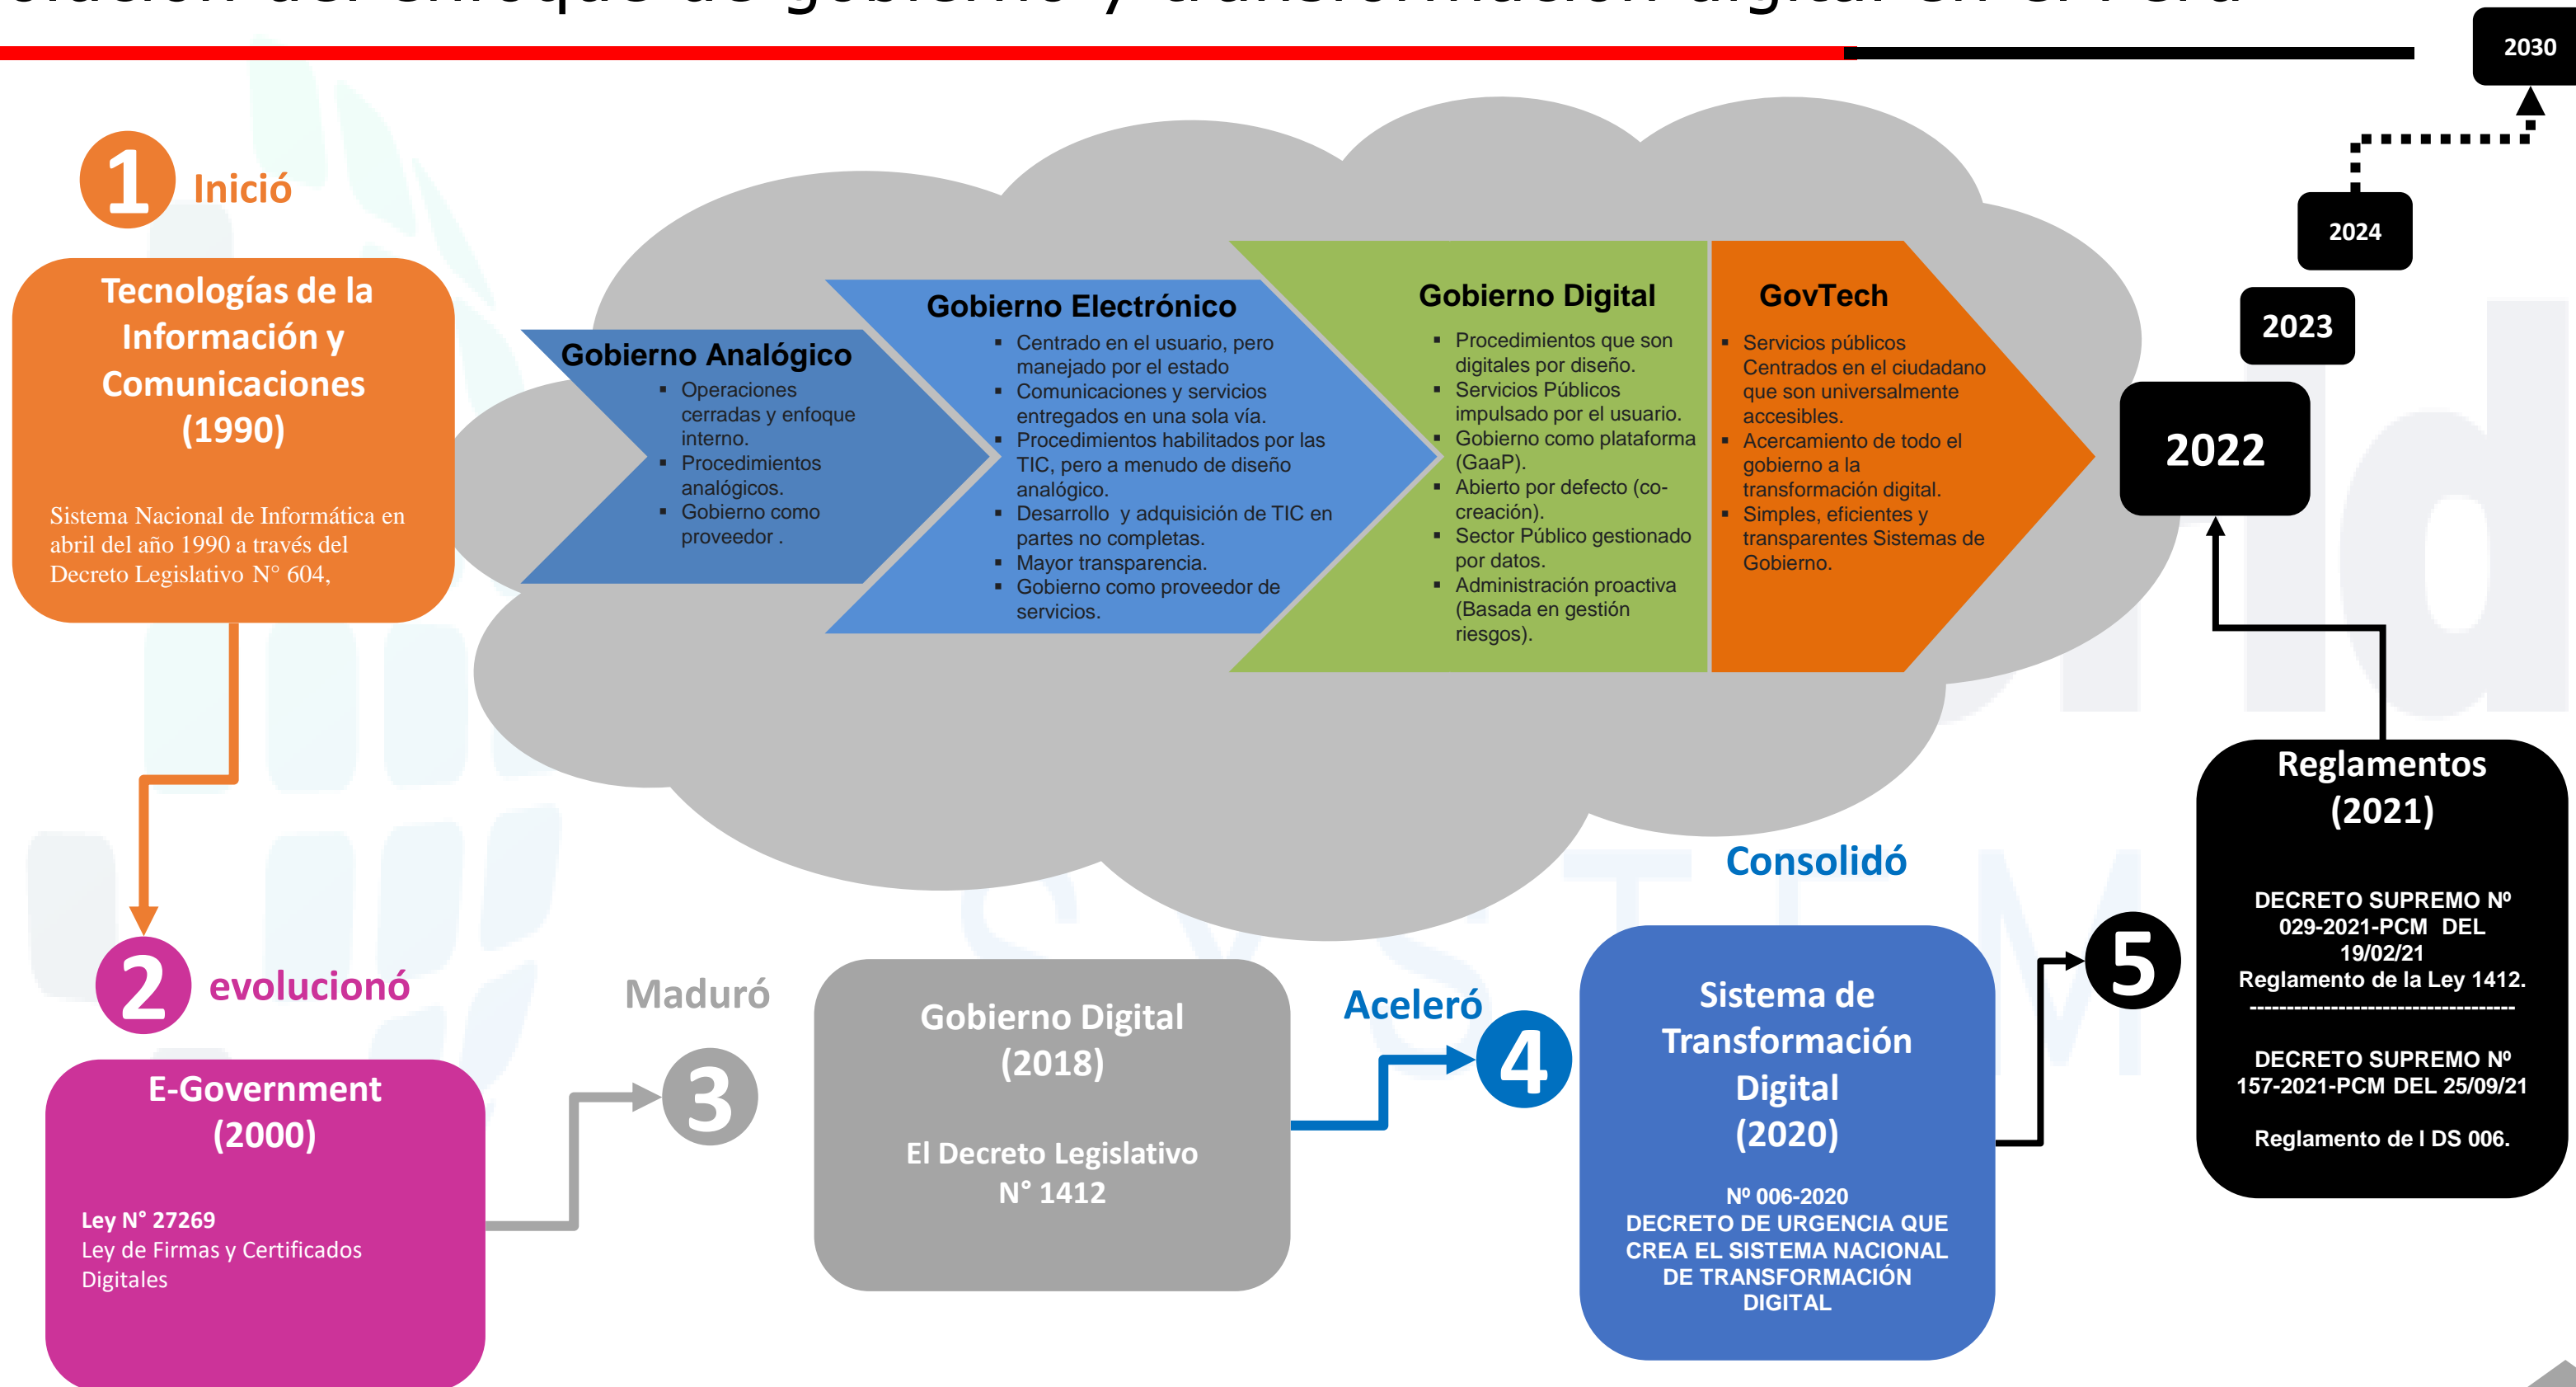 del enfoque de gobierno y transformación digital en el Perú
2030
1 Inició
Tecnologías de la
Información y
Comunicaciones
(1990)
Sistema Nacional de Informática en
abril del año 1990 a través del
Decreto Legislativo N° 604,
Gobierno Analógico
▪ Operaciones
cerradas y enfoque
interno.
▪ Procedimientos
analógicos.
▪ Gobierno como
proveedor .
Gobierno Electrónico
▪ Centrado en el usuario, pero
manejado por el estado
▪ Comunicaciones y servicios
entregados en una sola vía.
▪ Procedimientos habilitados por las
TIC, pero a menudo de diseño
analógico.
▪ Desarrollo y adquisición de TIC en
partes no completas.
▪ Mayor transparencia.
▪ Gobierno como proveedor de
servicios.
Gobierno Digital
▪ Procedimientos que son
digitales por diseño.
▪ Servicios Públicos
impulsado por el usuario.
▪ Gobierno como plataforma
(GaaP).
▪ Abierto por defecto (co-
creación).
▪ Sector Público gestionado
por datos.
▪ Administración proactiva
(Basada en gestión
riesgos).
GovTech
▪ Servicios públicos
Centrados en el ciudadano
que son universalmente
accesibles.
▪ Acercamiento de todo el
gobierno a la
transformación digital.
▪ Simples, eficientes y
transparentes Sistemas de
Gobierno.
2024
2023
2022
2 evolucionó
E-Government
(2000)
Ley N° 27269
Ley de Firmas y Certificados
Digitales
Maduró
3
Gobierno Digital
(2018)
El Decreto Legislativo
N° 1412
Aceleró
4
Consolidó
Sistema de
Transformación
Digital
(2020)
Nº 006-2020
DECRETO DE URGENCIA QUE
CREA EL SISTEMA NACIONAL
DE TRANSFORMACIÓN
DIGITAL
5
Reglamentos
(2021)
DECRETO SUPREMO Nº
029-2021-PCM DEL
19/02/21
Reglamento de la Ley 1412.
------------------------------------
DECRETO SUPREMO Nº
157-2021-PCM DEL 25/09/21
Reglamento de l DS 006.